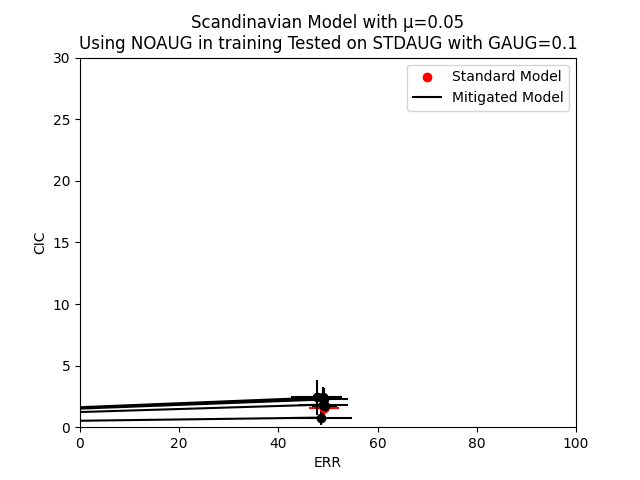 Scandinavian Model with μ=0.05
Using NOAUG in training Tested on STDAUG with GAUG=0.1
30
25
20
15
10
5
0
CIC
Standard Model
Mitigated Model
0 20 40 60 80 100
ERR